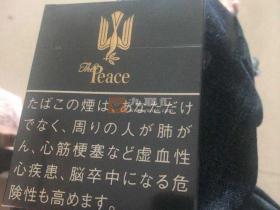 The
Peace
たばこの煙は、あなただけ
でなく、周りの人が肺が
ん、心筋梗塞など虚血性
心疾患、脳卒中になる危
険性も高めます。